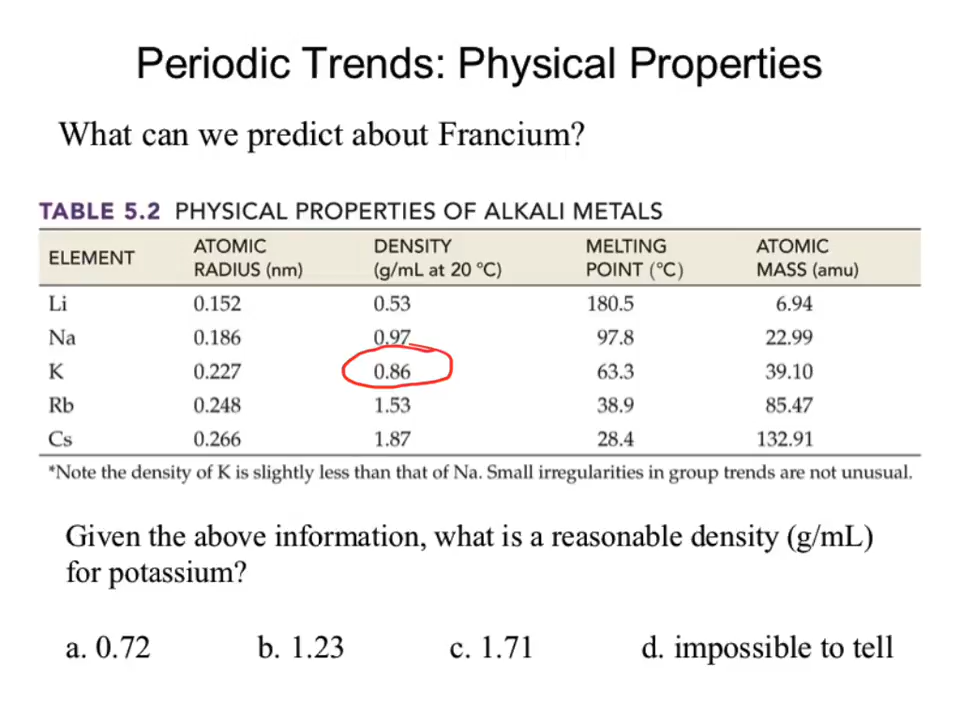 Periodic Trends: Physical Properties
What can we predict about Francium?
TABLE 5.2 PHYSICAL PROPERTIES OF ALKALI METALS
ELEMENT ATOMIC RADIUS (nm) DENSITY (g/mL at 20 °C) MELTING POINT (°C) ATOMIC MASS (amu)
Li 0.152 0.53 180.5 6.94
Na 0.186 0.97 97.8 22.99
K 0.227 0.86 63.3 39.10
Rb 0.248 1.53 38.9 85.47
Cs 0.266 1.87 28.4 132.91
*Note the density of K is slightly less than that of Na. Small irregularities in group trends are not unusual.
Given the above information, what is a reasonable density (g/mL)
for potassium?
a. 0.72 b. 1.23 c. 1.71 d. impossible to tell